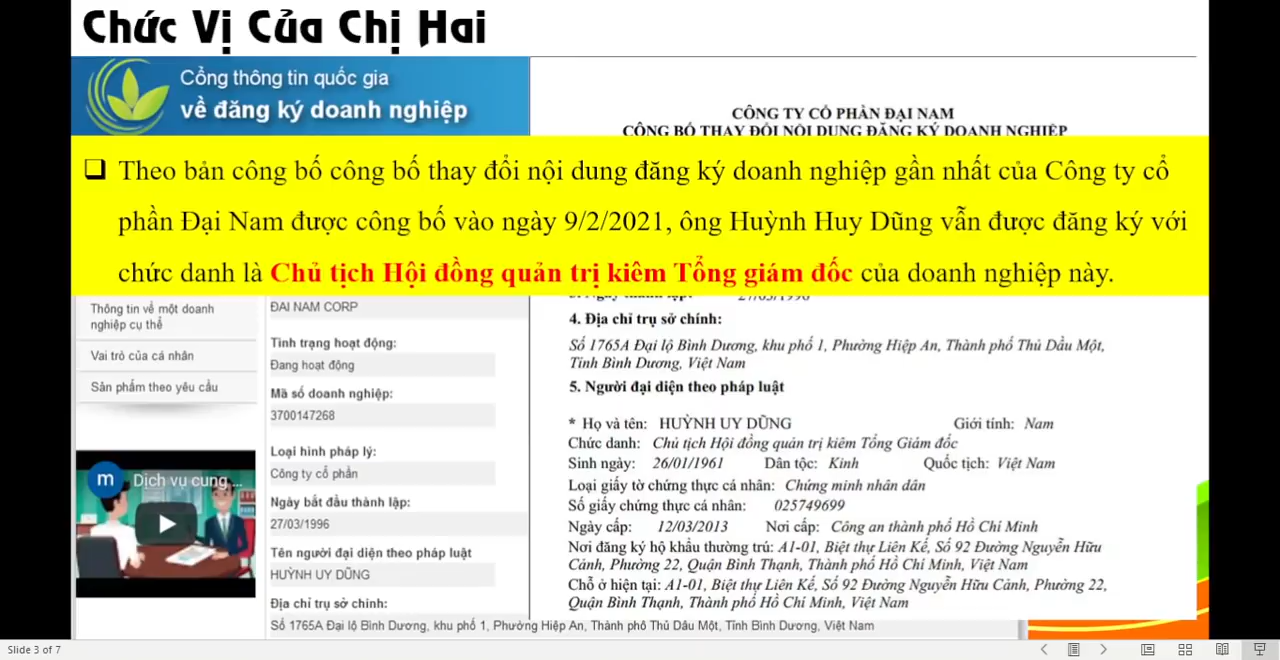 Chức Vị Của Chị Hai
Cổng thông tin quốc gia
về đăng ký doanh nghiệp
CÔNG TY CỔ PHẦN ĐẠI NAM
CÔNG BỐ THAY ĐỔI NỘI DUNG ĐĂNG KÝ DOANH NGHIỆP
Theo bản công bố công bố thay đổi nội dung đăng ký doanh nghiệp gần nhất của Công ty cổ
phần Đại Nam được công bố vào ngày 9/2/2021, ông Huỳnh Huy Dũng vẫn được đăng ký với
chức danh là Chủ tịch Hội đồng quản trị kiêm Tổng giám đốc của doanh nghiệp này.
Thông tin về một doanh
nghiệp cụ thể
Vai trò của cá nhân
Sản phẩm theo yêu cầu
m Dịch vụ cung ...
ĐAI NAM CORP
Tình trạng hoạt động:
Đang hoạt động
Mã số doanh nghiệp:
3700147268
Loại hình pháp lý:
Công ty cổ phần
Ngày bắt đầu thành lập:
27/03/1996
Tên người đại diện theo pháp luật
HUỲNH UY DŨNG
Địa chỉ trụ sở chính:
Số 1765A Đại lộ Bình Dương, khu phố 1, Phường Hiệp An, Thành phố Thủ Dầu Một, Tỉnh Bình Dương, Việt Nam
3. Ngày thành lập: 27/03/1996
4. Địa chỉ trụ sở chính:
Số 1765A Đại lộ Bình Dương, khu phố 1, Phường Hiệp An, Thành phố Thủ Dầu Một,
Tỉnh Bình Dương, Việt Nam
5. Người đại diện theo pháp luật
* Họ và tên: HUỲNH UY DŨNG Giới tính: Nam
Chức danh: Chủ tịch Hội đồng quản trị kiêm Tổng Giám đốc
Sinh ngày: 26/01/1961 Dân tộc: Kinh Quốc tịch: Việt Nam
Loại giấy tờ chứng thực cá nhân: Chứng minh nhân dân
Số giấy chứng thực cá nhân: 025749699
Ngày cấp: 12/03/2013 Nơi cấp: Công an thành phố Hồ Chí Minh
Nơi đăng ký hộ khẩu thường trú: A1-01, Biệt thự Liên Kế, Số 92 Đường Nguyễn Hữu
Cảnh, Phường 22, Quận Bình Thạnh, Thành phố Hồ Chí Minh, Việt Nam
Chỗ ở hiện tại: A1-01, Biệt thự Liên Kế, Số 92 Đường Nguyễn Hữu Cảnh, Phường 22,
Quận Bình Thạnh, Thành phố Hồ Chí Minh, Việt Nam
Slide 3 of 7